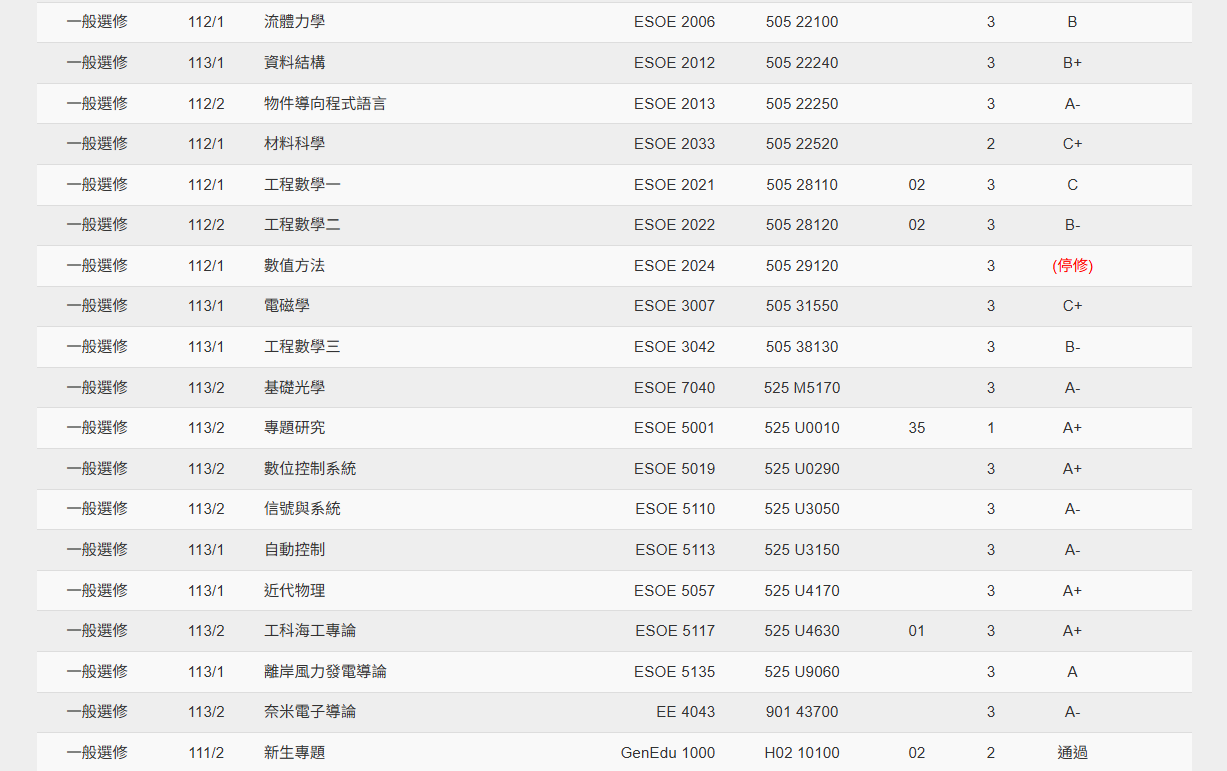 一般選修 112/1 流體力學 ESOE 2006 505 22100 3 B
一般選修 113/1 資料結構 ESOE 2012 505 22240 3 B+
一般選修 112/2 物件導向程式語言 ESOE 2013 505 22250 3 A-
一般選修 112/1 材料科學 ESOE 2033 505 22520 2 C+
一般選修 112/1 工程數學一 ESOE 2021 505 28110 02 3 C
一般選修 112/2 工程數學二 ESOE 2022 505 28120 02 3 B-
一般選修 112/1 數值方法 ESOE 2024 505 29120 3 (停修)
一般選修 113/1 電磁學 ESOE 3007 505 31550 3 C+
一般選修 113/1 工程數學三 ESOE 3042 505 38130 3 B-
一般選修 113/2 基礎光學 ESOE 7040 525 M5170 3 A-
一般選修 113/2 專題研究 ESOE 5001 525 U0010 35 1 A+
一般選修 113/2 數位控制系統 ESOE 5019 525 U0290 3 A+
一般選修 113/2 信號與系統 ESOE 5110 525 U3050 3 A-
一般選修 113/1 自動控制 ESOE 5113 525 U3150 3 A-
一般選修 113/1 近代物理 ESOE 5057 525 U4170 3 A+
一般選修 113/2 工科海工專論 ESOE 5117 525 U4630 01 3 A+
一般選修 113/1 離岸風力發電導論 ESOE 5135 525 U9060 3 A
一般選修 113/2 奈米電子導論 EE 4043 901 43700 3 A-
一般選修 111/2 新生專題 GenEdu 1000 H02 10100 02 2 通過